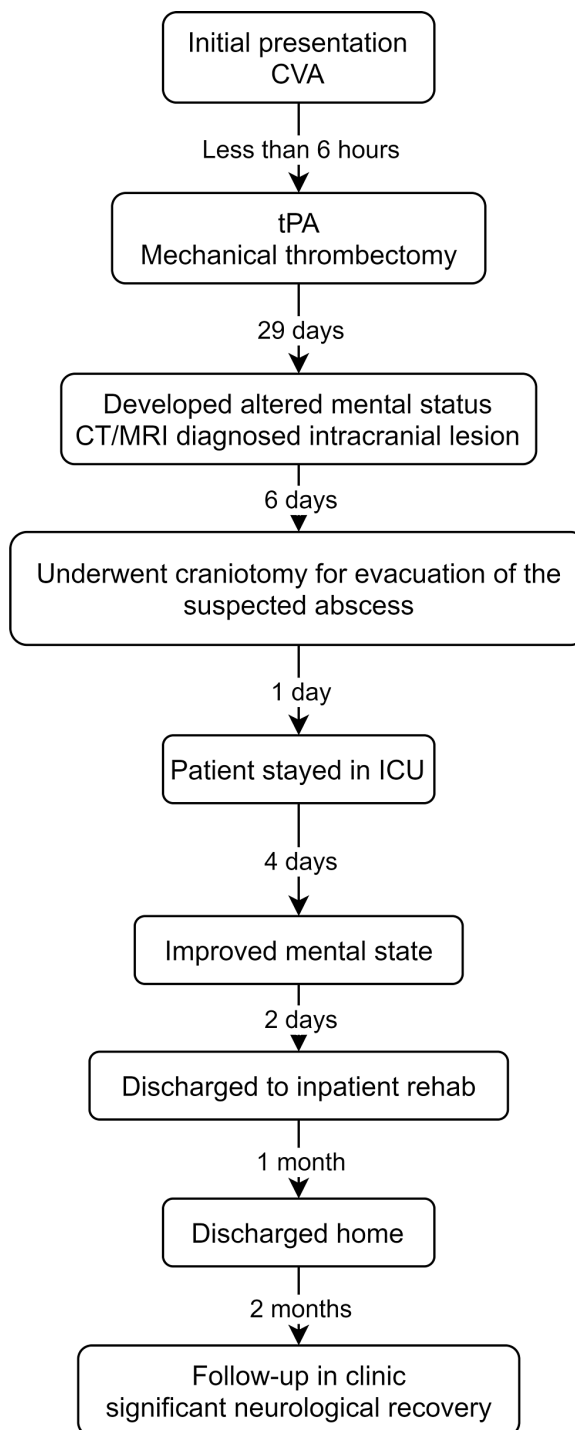 Initial presentation
CVA
Less than 6 hours
tPA
Mechanical thrombectomy
29 days
Developed altered mental status
CT/MRI diagnosed intracranial lesion
6 days
Underwent craniotomy for evacuation of the
suspected abscess
1 day
Patient stayed in ICU
4 days
Improved mental state
2 days
Discharged to inpatient rehab
1 month
Discharged home
2 months
Follow-up in clinic
significant neurological recovery